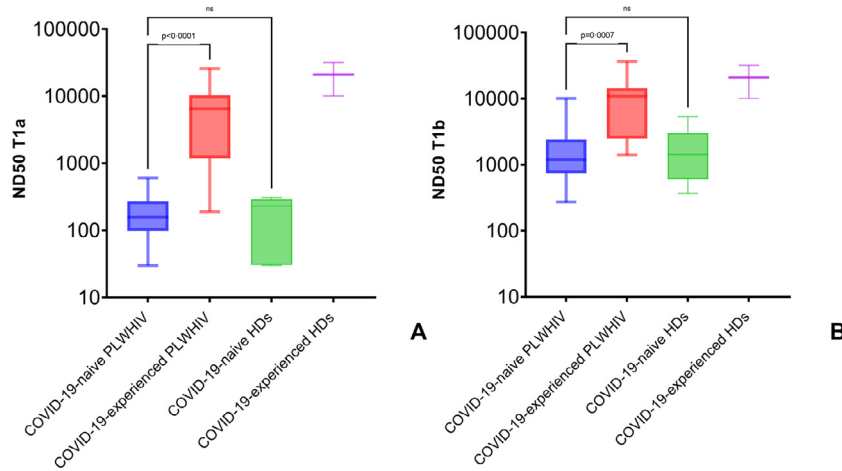 ns
p<0·0001
100000
10000
1000
100
10
ND50 T1a
COVID-19-naive PLWHIV
COVID-19-experienced PLWHIV
COVID-19-naive HDs
COVID-19-experienced HDs
A
ns
p=0·0007
100000
10000
1000
100
10
ND50 T1b
COVID-19-naive PLWHIV
COVID-19-experienced PLWHIV
COVID-19-naive HDs
COVID-19-experienced HDs
B